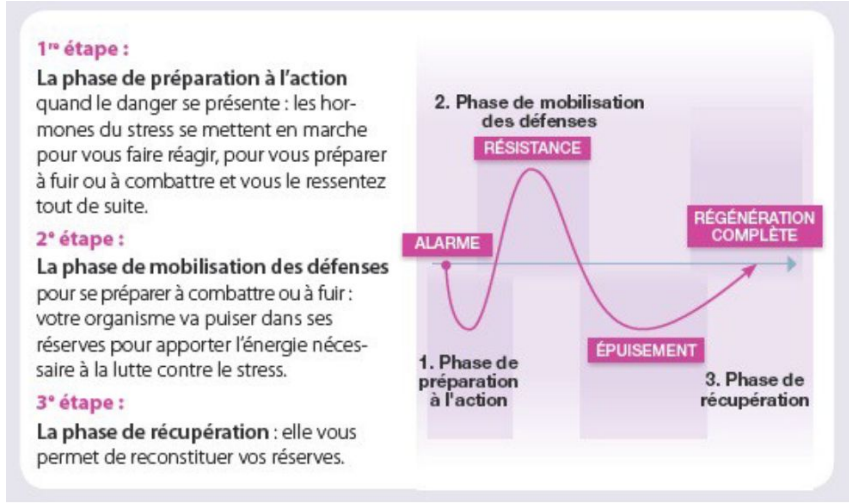 1re étape :
La phase de préparation à l'action
quand le danger se présente : les hor-
mones du stress se mettent en marche
pour vous faire réagir, pour vous préparer
à fuir ou à combattre et vous le ressentez
tout de suite.
2e étape :
La phase de mobilisation des défenses
pour se préparer à combattre ou à fuir :
votre organisme va puiser dans ses
réserves pour apporter l'énergie néces-
saire à la lutte contre le stress.
3e étape :
La phase de récupération : elle vous
permet de reconstituer vos réserves.
2. Phase de mobilisation
des défenses
RÉSISTANCE
ALARME
RÉGÉNÉRATION
COMPLÈTE
ÉPUISEMENT
1. Phase de
préparation
à l'action
3. Phase de
récupération